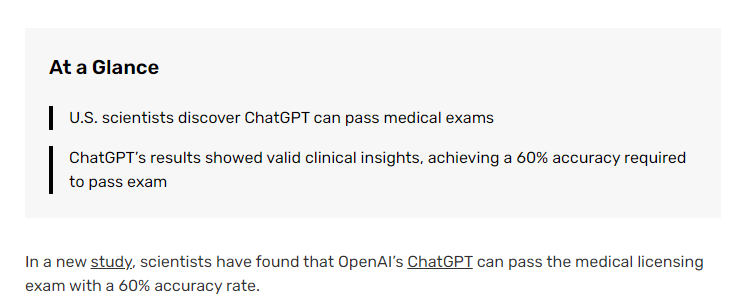 At a Glance
U.S. scientists discover ChatGPT can pass medical exams
ChatGPT’s results showed valid clinical insights, achieving a 60% accuracy required
to pass exam
In a new study, scientists have found that OpenAI’s ChatGPT can pass the medical licensing
exam with a 60% accuracy rate.